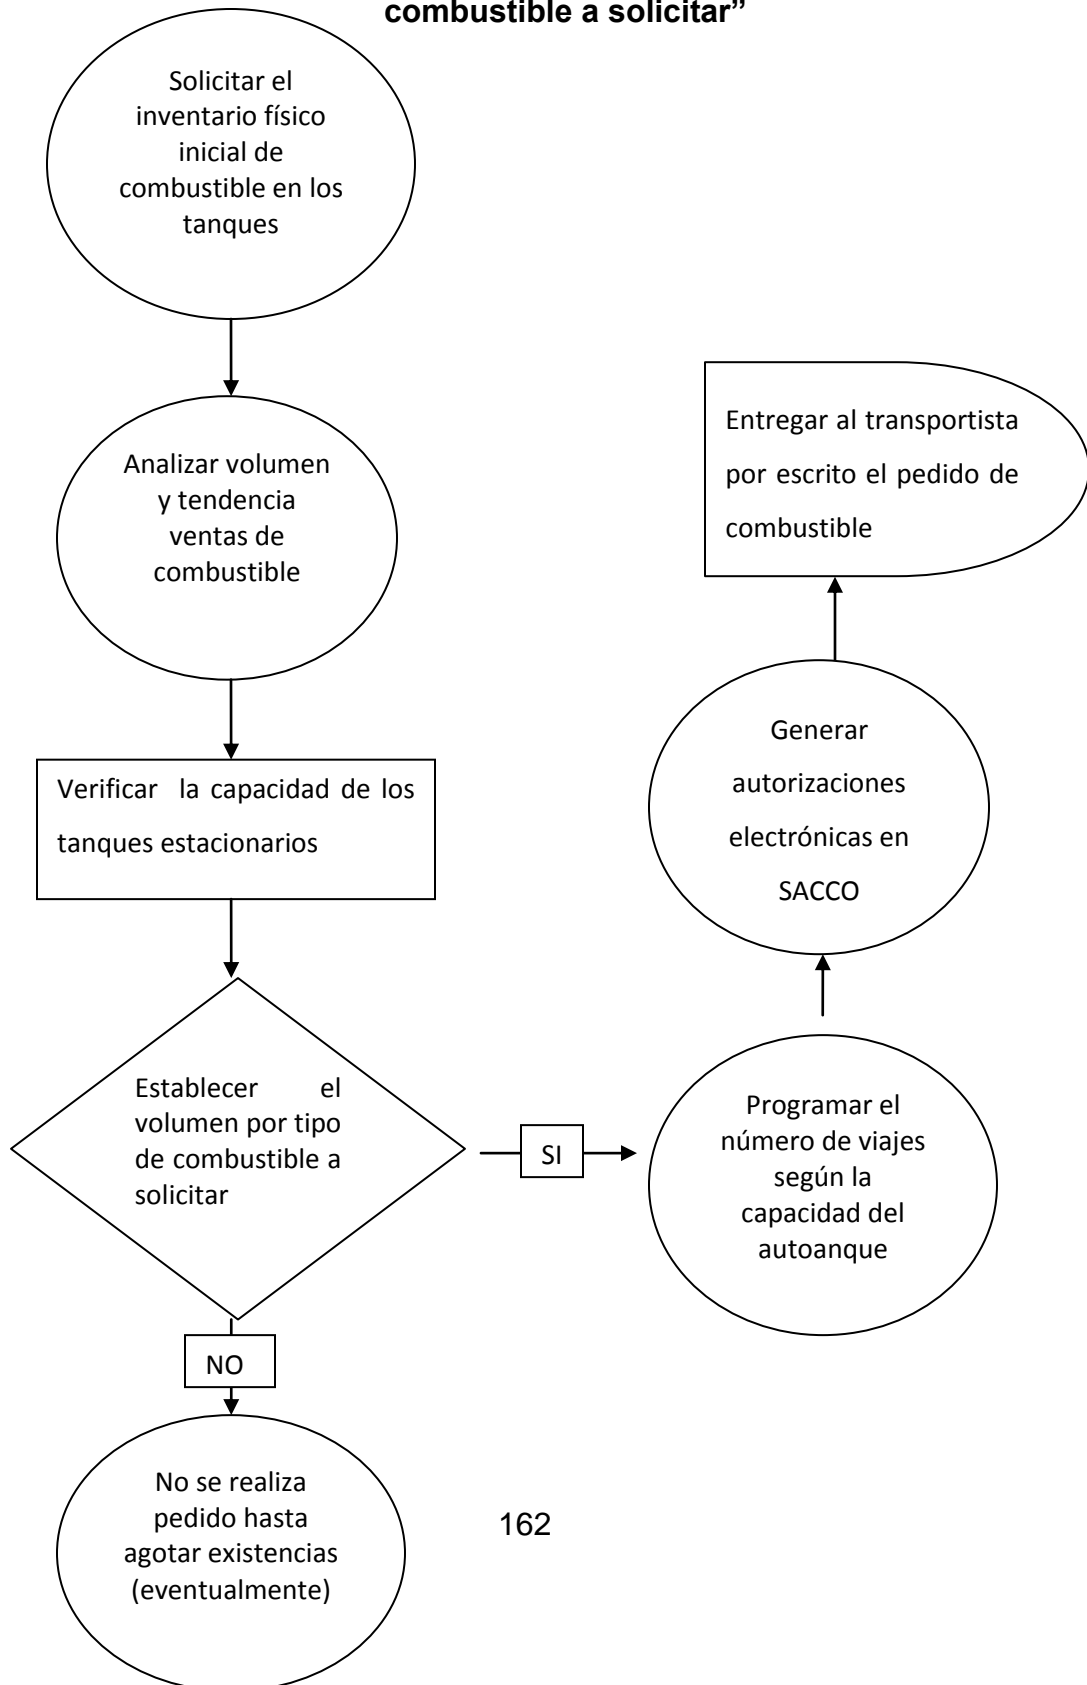 combustible a solicitar”
Solicitar el
inventario físico
inicial de
combustible en los
tanques
Analizar volumen
y tendencia
ventas de
combustible
Verificar la capacidad de los
tanques estacionarios
Establecer el
volumen por tipo
de combustible a
solicitar
NO
No se realiza
pedido hasta
agotar existencias
(eventualmente)
SI
Programar el
número de viajes
según la
capacidad del
autoanque
Generar
autorizaciones
electrónicas en
SACCO
Entregar al transportista
por escrito el pedido de
combustible
162